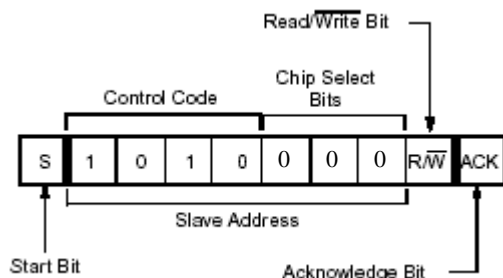 Read/Write Bit
Chip Select
Bits
Control Code
S 1 0 1 0 0 0 0 R/W ACK
Slave Address
Start Bit
Acknowledge Bit